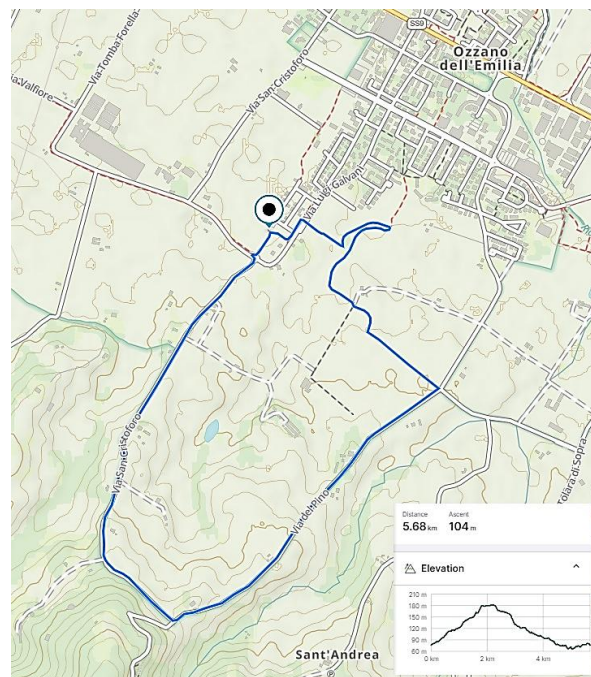 SS9
Ozzano
dell'Emilia
Via Tomba Forella
Via San Cristoforo
Via Valfiore
Via Luigi Galvani
Via San Cristoforo
Via del Pino
Tolara di Sopra
Sant'Andrea
Distance
5.68 km
Ascent
104 m
Elevation
210 m
180 m
150 m
120 m
90 m
60 m
0 km
2 km
4 km